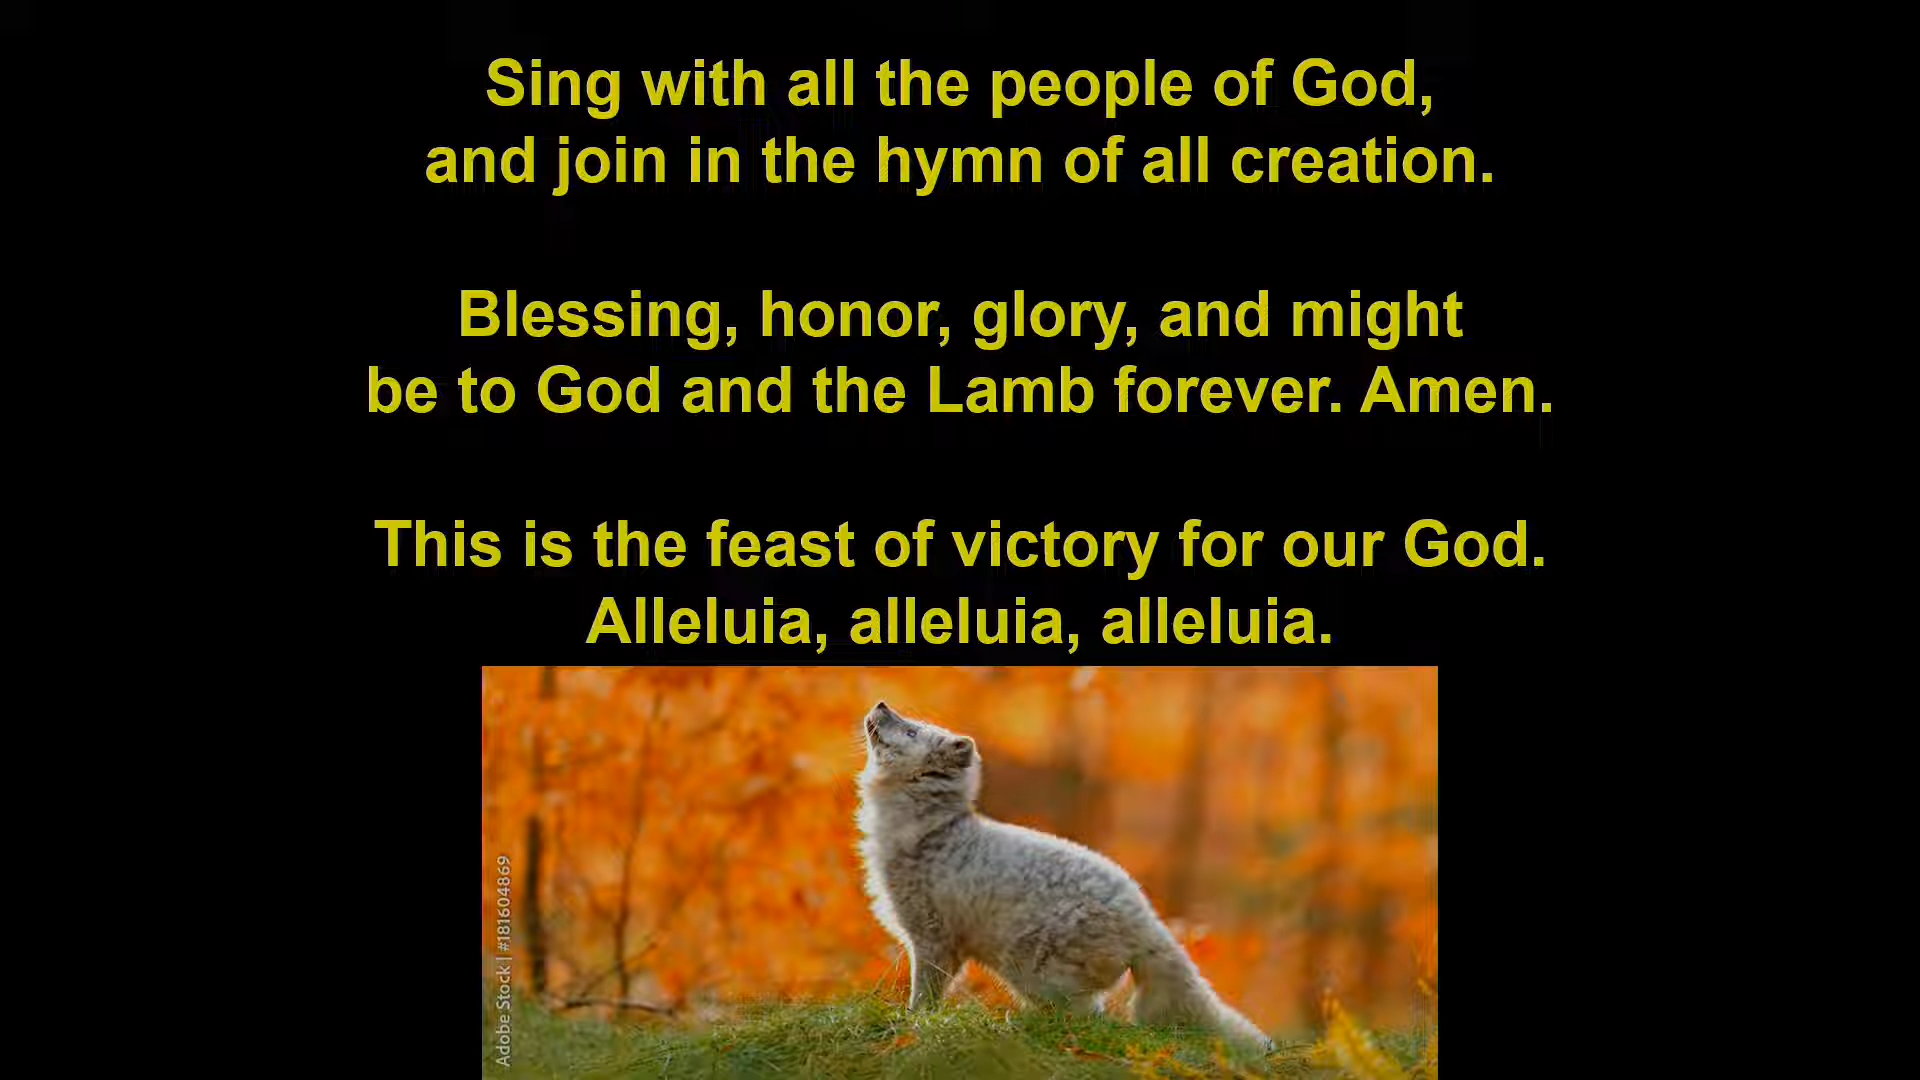 Sing with all the people of God,
and join in the hymn of all creation.
Blessing, honor, glory, and might
be to God and the Lamb forever. Amen.
This is the feast of victory for our God.
Alleluia, alleluia, alleluia.
Adobe Stock | #181604869